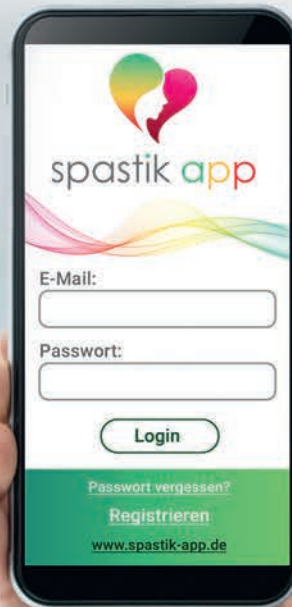 spastik app
E-Mail:
Passwort:
Login
Passwort vergessen?
Registrieren
www.spastik-app.de